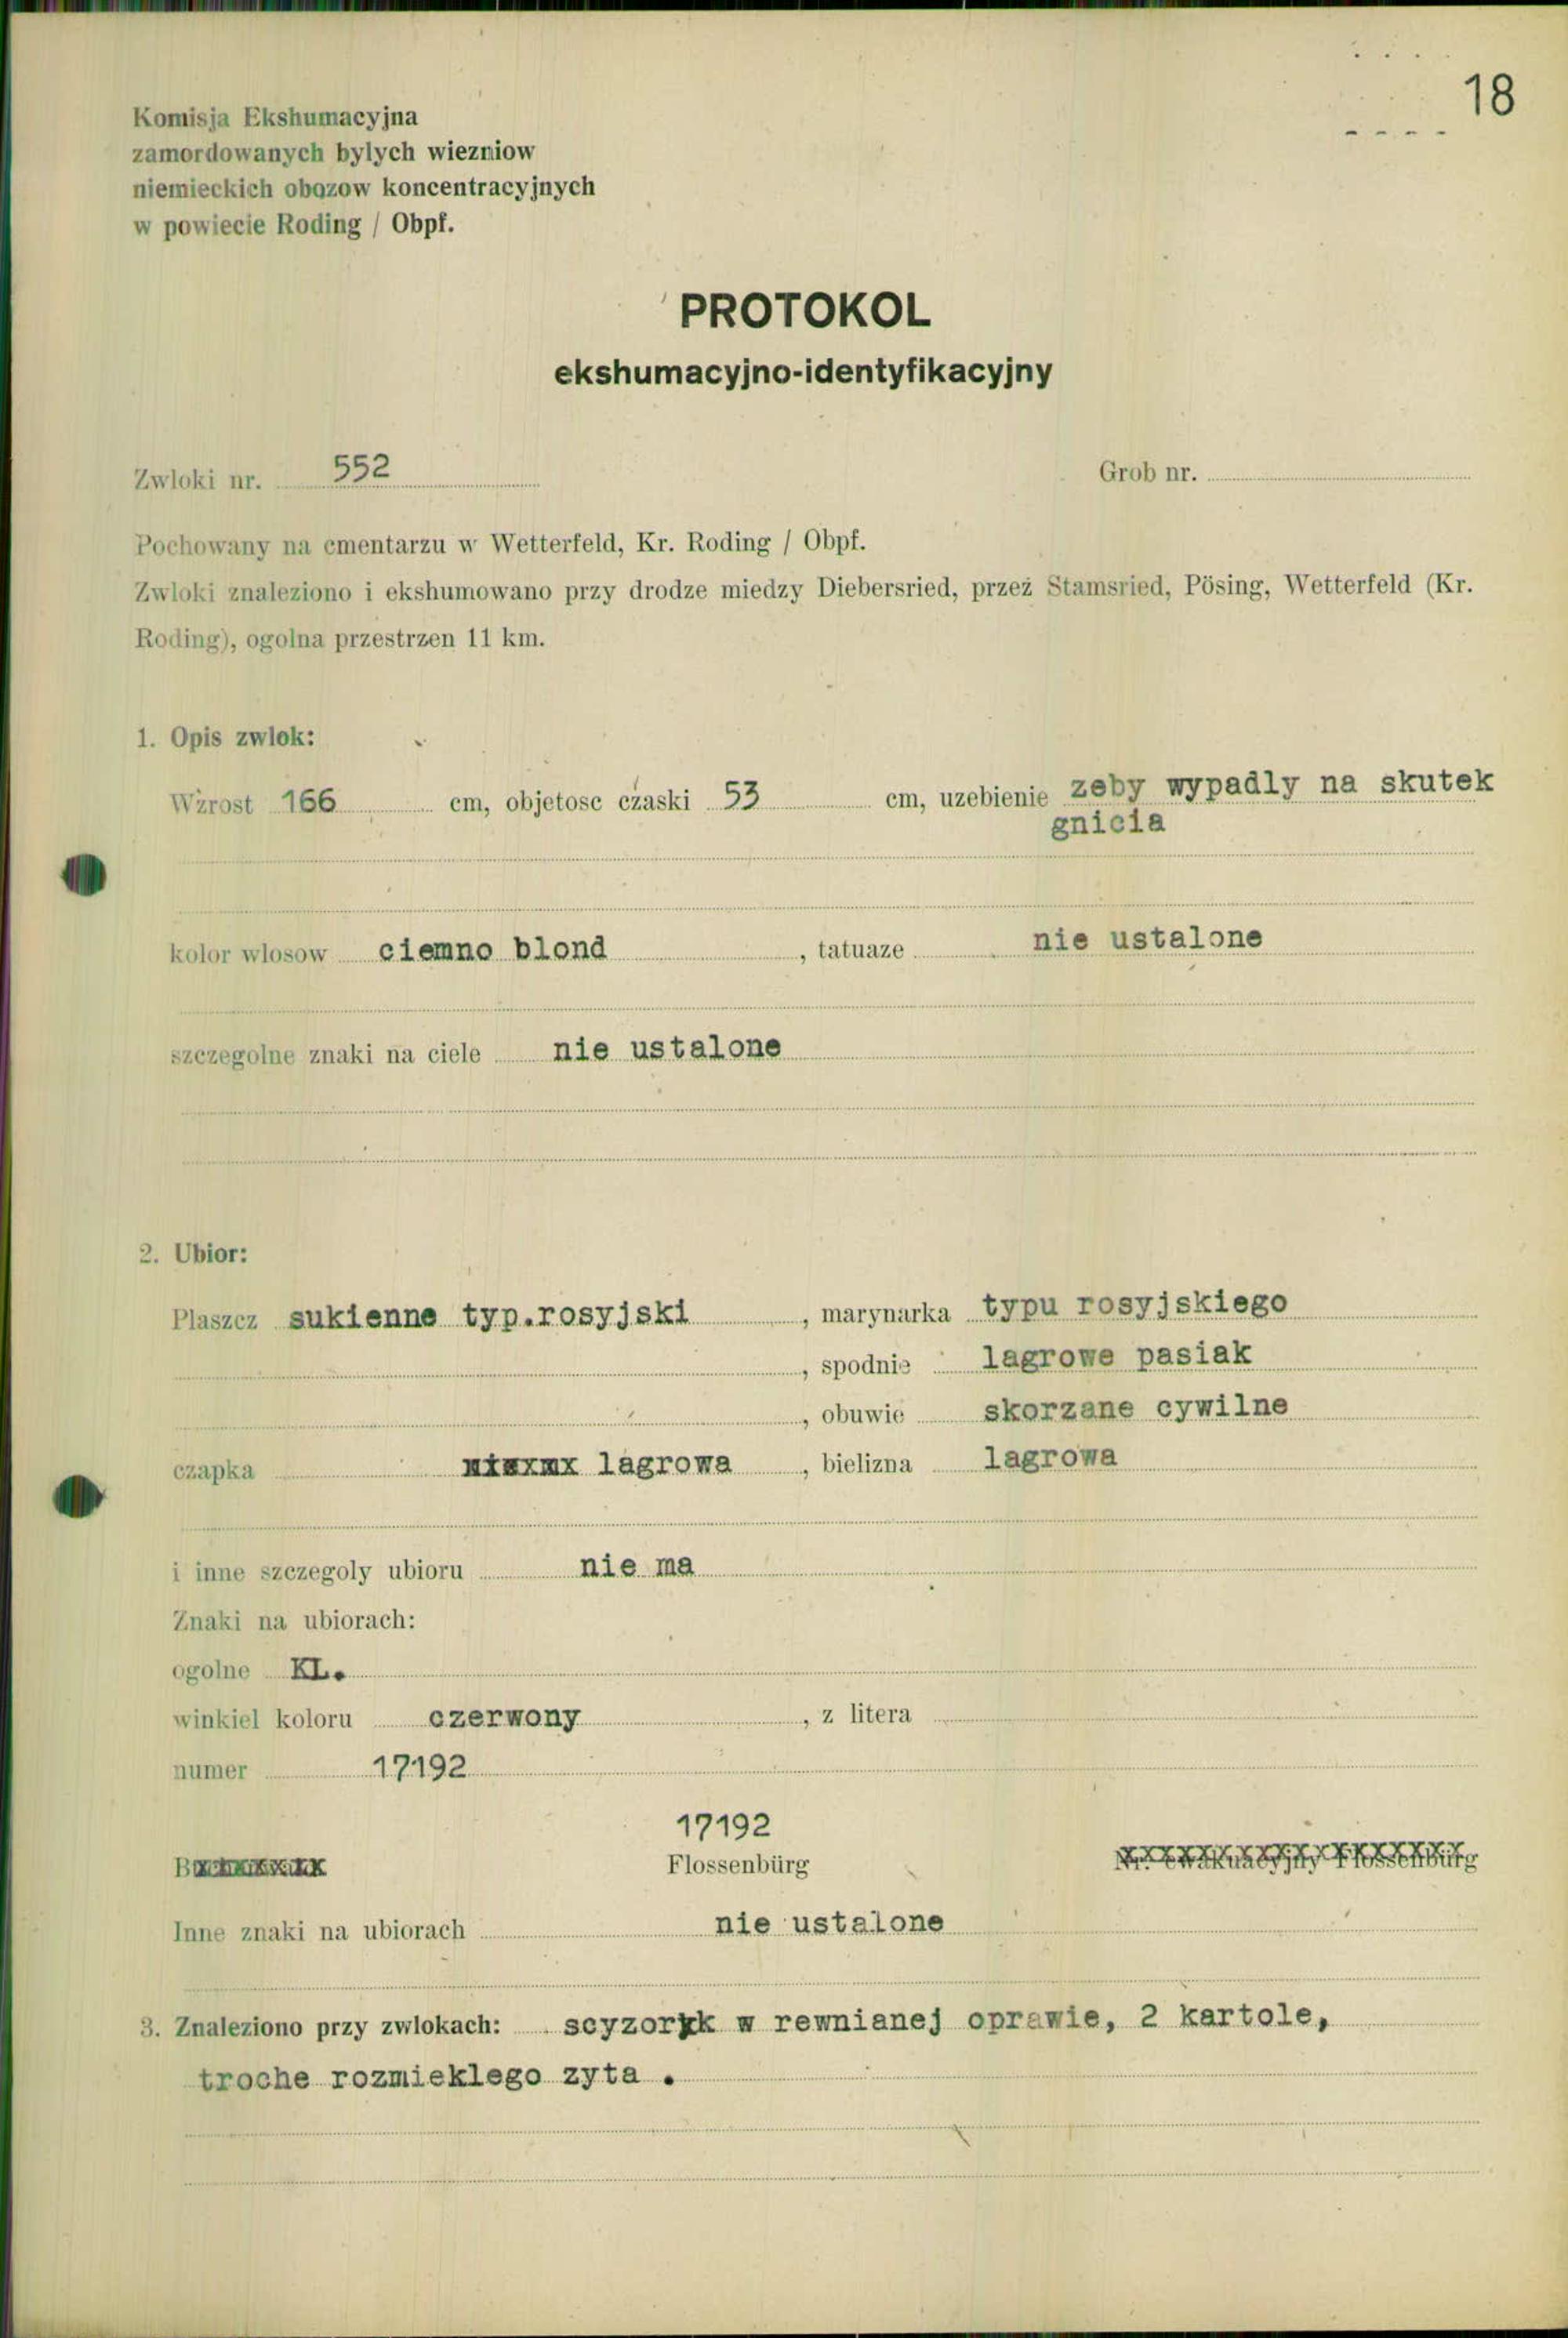 18
Komisja Ekshumacyjna
zamordowanych bylych wiezniow
niemieckich obozow koncentracyjnych
w powiecie Roding / Obpf.
PROTOKOL
ekshumacyjno-identyfikacyjny
Zwloki nr. 552 Grob nr.
Pochowany na cmentarzu w Wetterfeld, Kr. Roding / Obpf.
Zwloki znaleziono i ekshumowano przy drodze miedzy Diebersried, przez Stamsried, Pösing, Wetterfeld (Kr.
Roding), ogolna przestrzen 11 km.
1. Opis zwlok:
Wzrost 166 cm, objetosc czaski 53 cm, uzebienie zeby wypadly na skutek
gnicia
kolor wlosow ciemno blond , tatuaze nie ustalone
szczegolne znaki na ciele nie ustalone
2. Ubior:
Plaszcz sukienne typ.rosyjski , marynarka typu rosyjskiego
, spodnie lagrowe pasiak
, obuwie skorzane cywilne
czapka lagrowa , bielizna lagrowa
i inne szczegoly ubioru nie ma
Znaki na ubiorach:
ogolne KL.
winkiel koloru czerwony , z litera
numer 17192
17192
Flossenbürg
Nr. ewakuacyjny Flossenbürg
Inne znaki na ubiorach nie ustalone
3. Znaleziono przy zwlokach: scyzoryk w rewnianej oprawie, 2 kartole,
troche rozmieklego zyta .